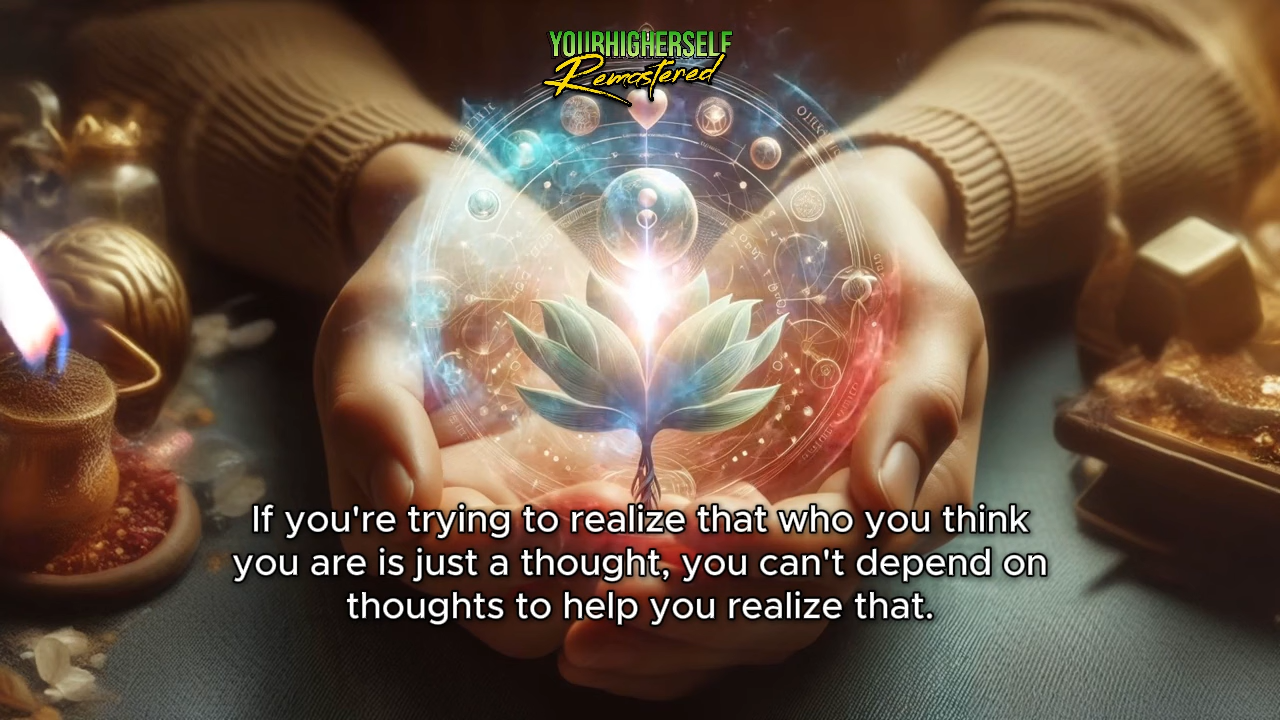 YOURHIGHERSELF
Remastered
If you're trying to realize that who you think
you are is just a thought, you can't depend on
thoughts to help you realize that.